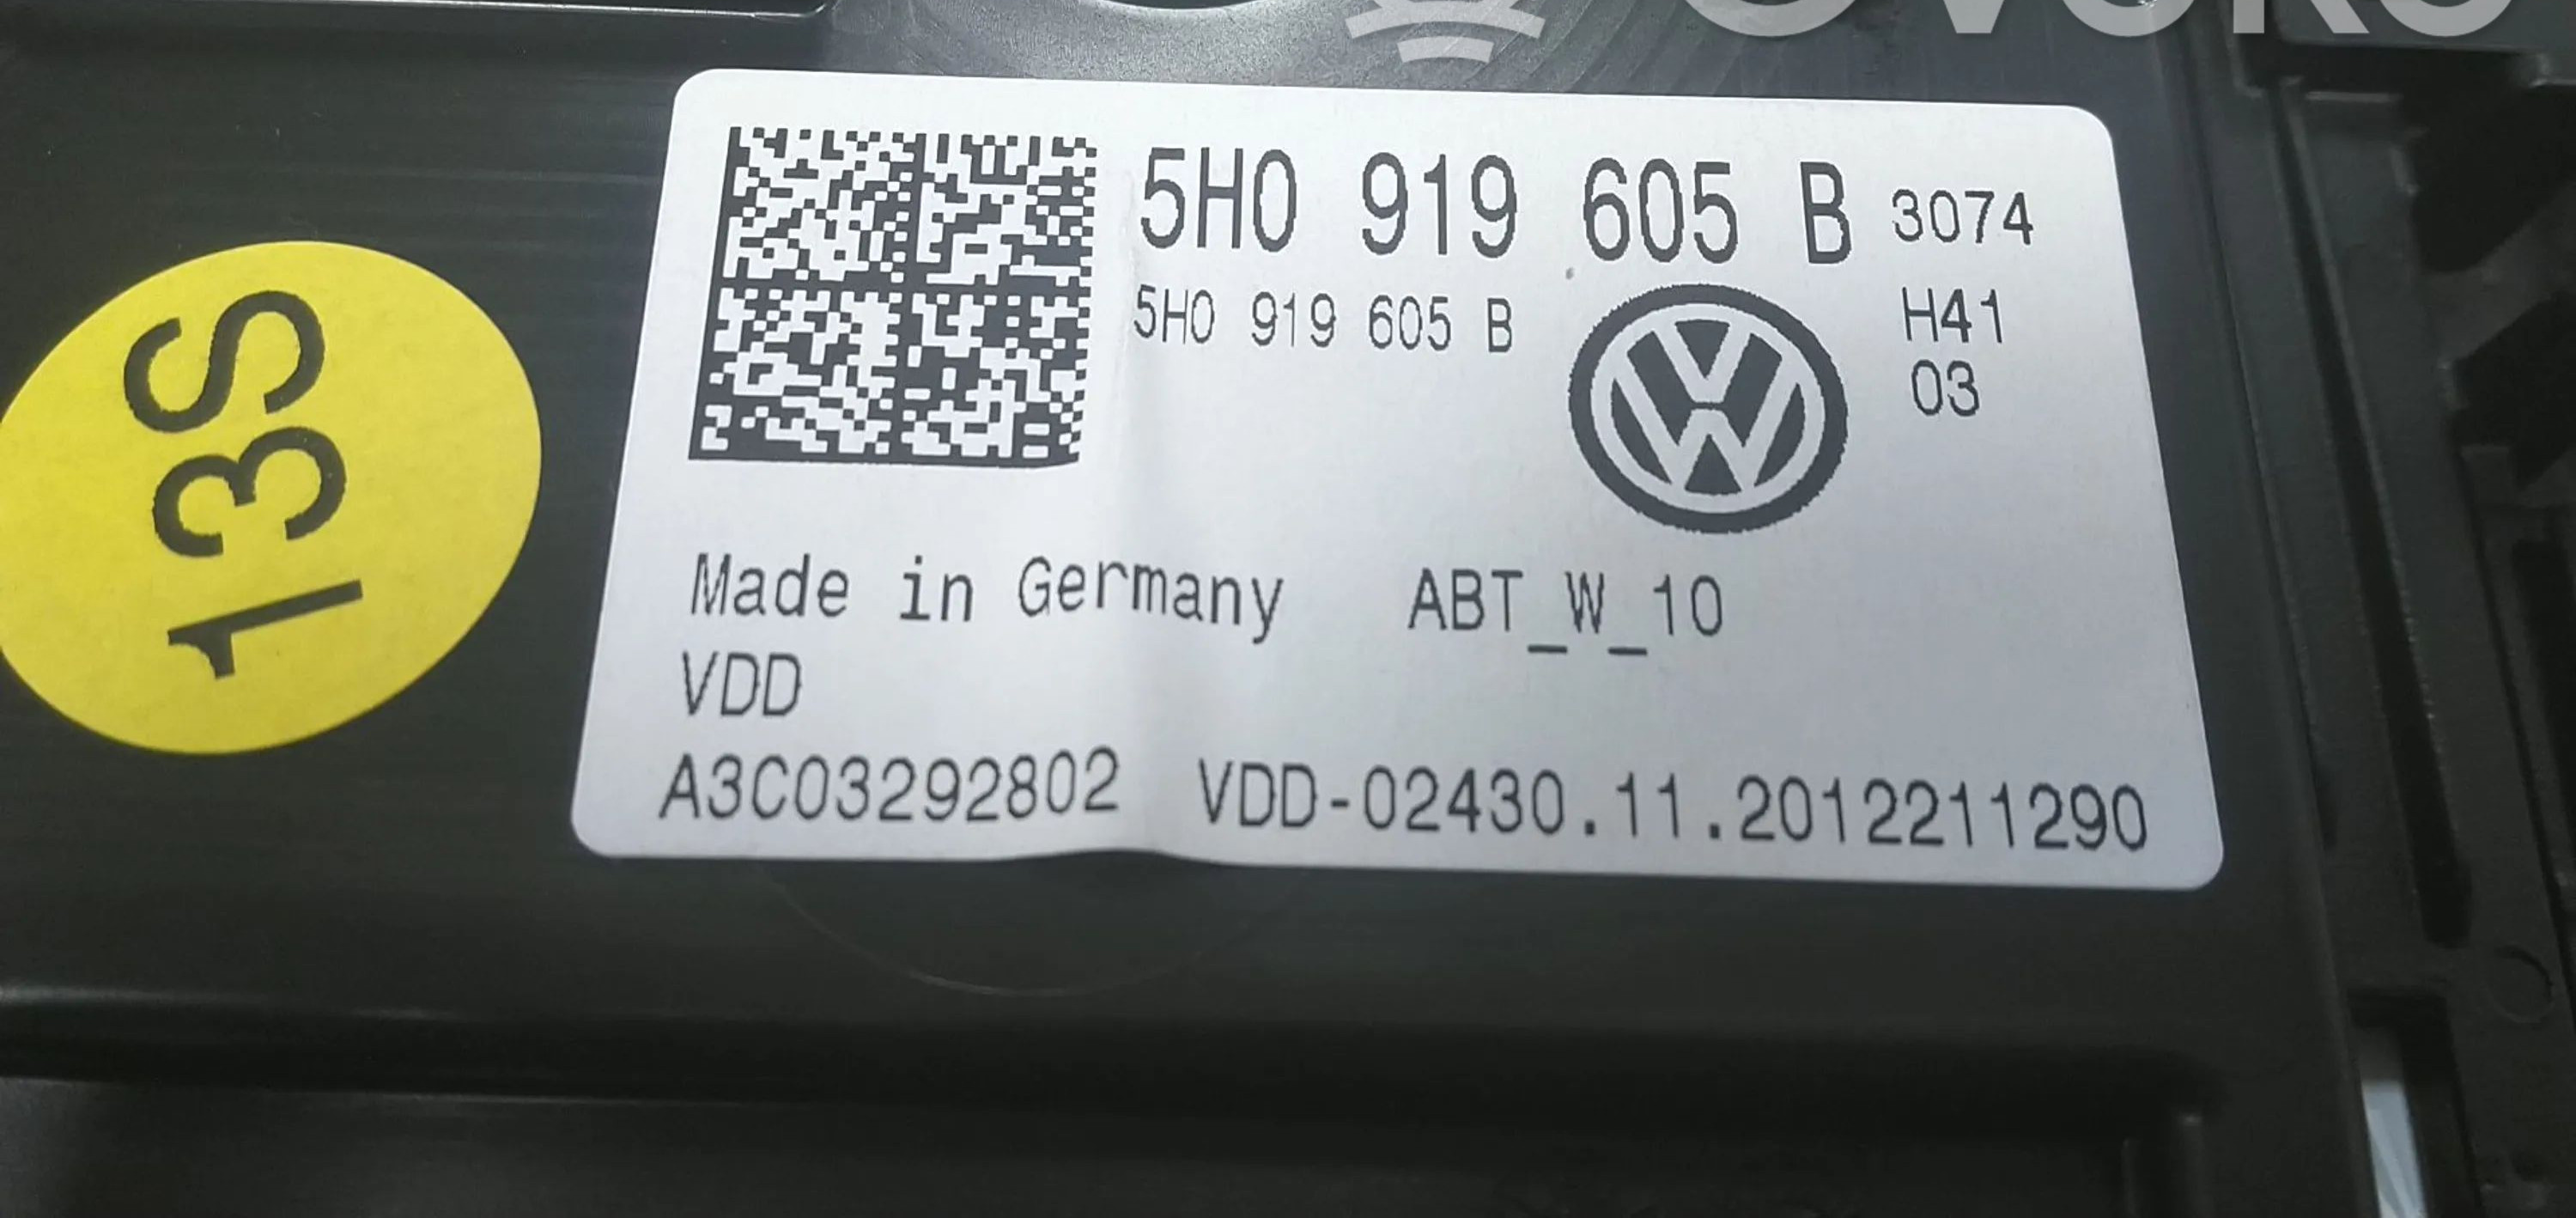 5H0 919 605 B 3074
5H0 919 605 B
H41
03
Made in Germany ABT_W_10
VDD
A3C03292802 VDD-02430.11.2012211290
13S